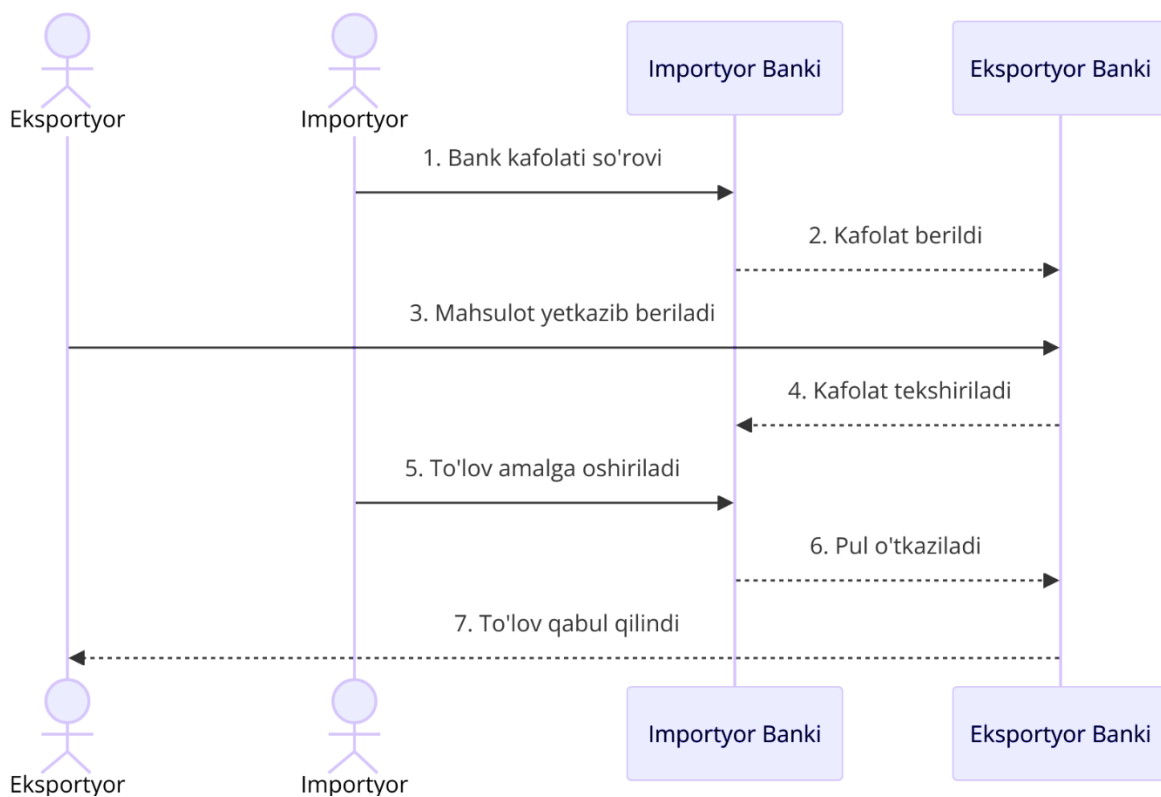 Eksportyor
Importyor
Importyor Banki
Eksportyor Banki
1. Bank kafolati so'rovi
2. Kafolat berildi
3. Mahsulot yetkazib beriladi
4. Kafolat tekshiriladi
5. To'lov amalga oshiriladi
6. Pul o'tkaziladi
7. To'lov qabul qilindi
Eksportyor
Importyor
Importyor Banki
Eksportyor Banki